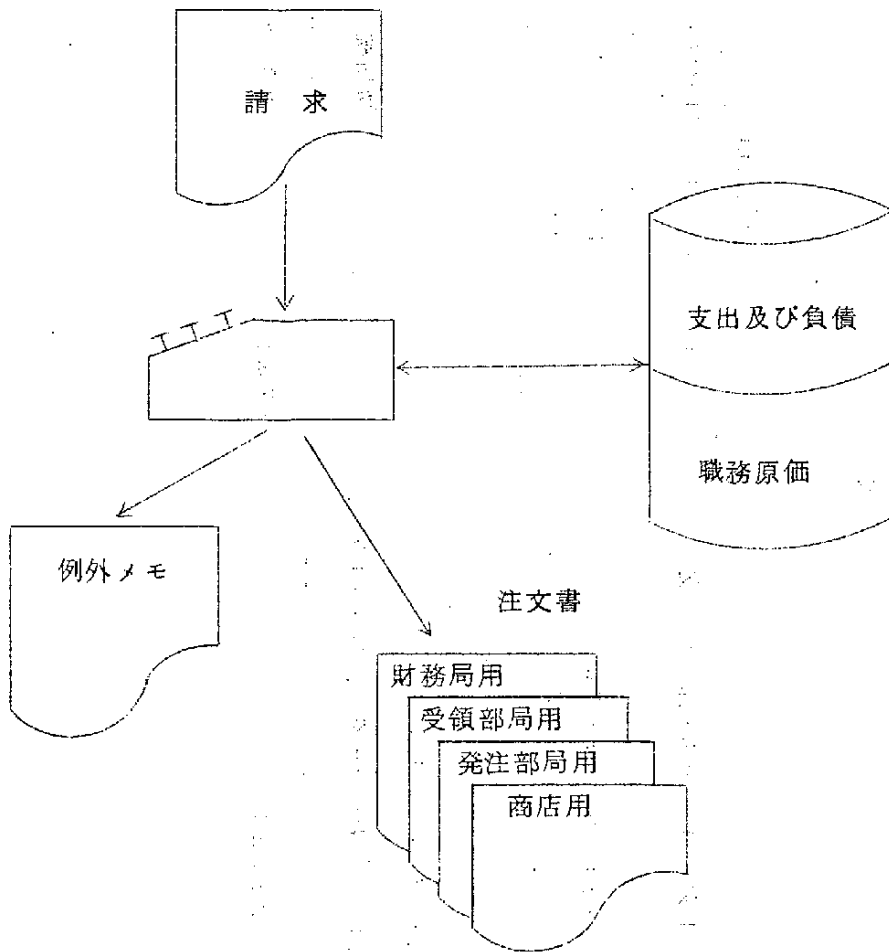 請求
支出及び負債
職務原価
例外メモ
注文書
財務局用
受領部局用
発注部局用
商店用